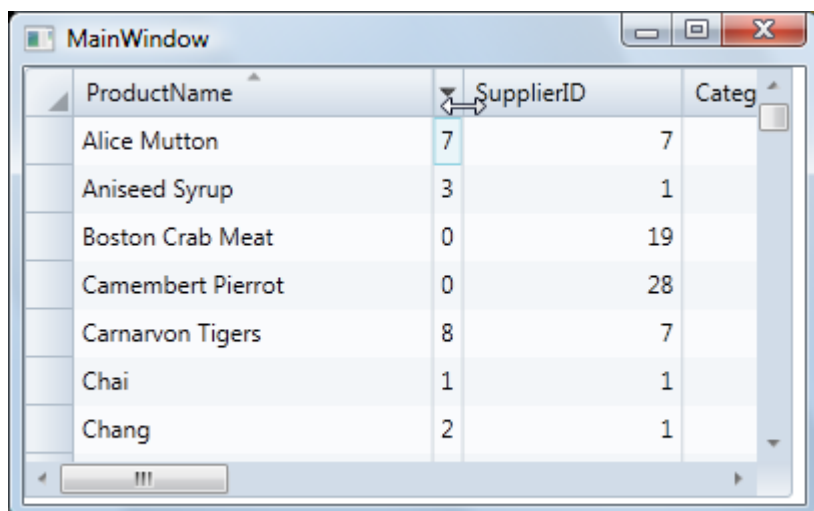 MainWindow
ProductName SupplierID Categ
Alice Mutton 7 7
Aniseed Syrup 3 1
Boston Crab Meat 0 19
Camembert Pierrot 0 28
Carnarvon Tigers 8 7
Chai 1 1
Chang 2 1